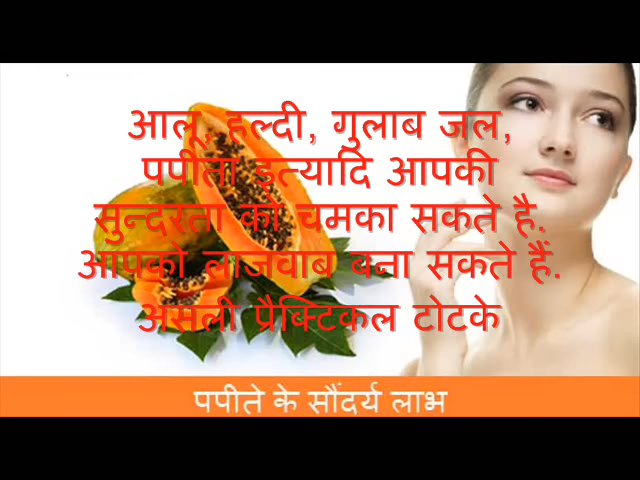 आलू, हल्दी, गुलाब जल,
पपीता इत्यादि आपकी
सुन्दरता को चमका सकते है.
आपको लाजवाब बना सकते हैं.
असली प्रैक्टिकल टोटके
पपीते के सौंदर्य लाभ